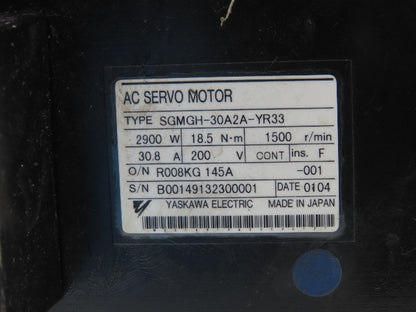 AC SERVO MOTOR
TYPE SGMGH-30A2A-YR33
2900 W 18.5 N·m 1500 r/min
30.8 A 200 V CONT ins. F
O/N R008KG 145A -001
S/N B00149132300001 DATE 0104
YASKAWA ELECTRIC MADE IN JAPAN